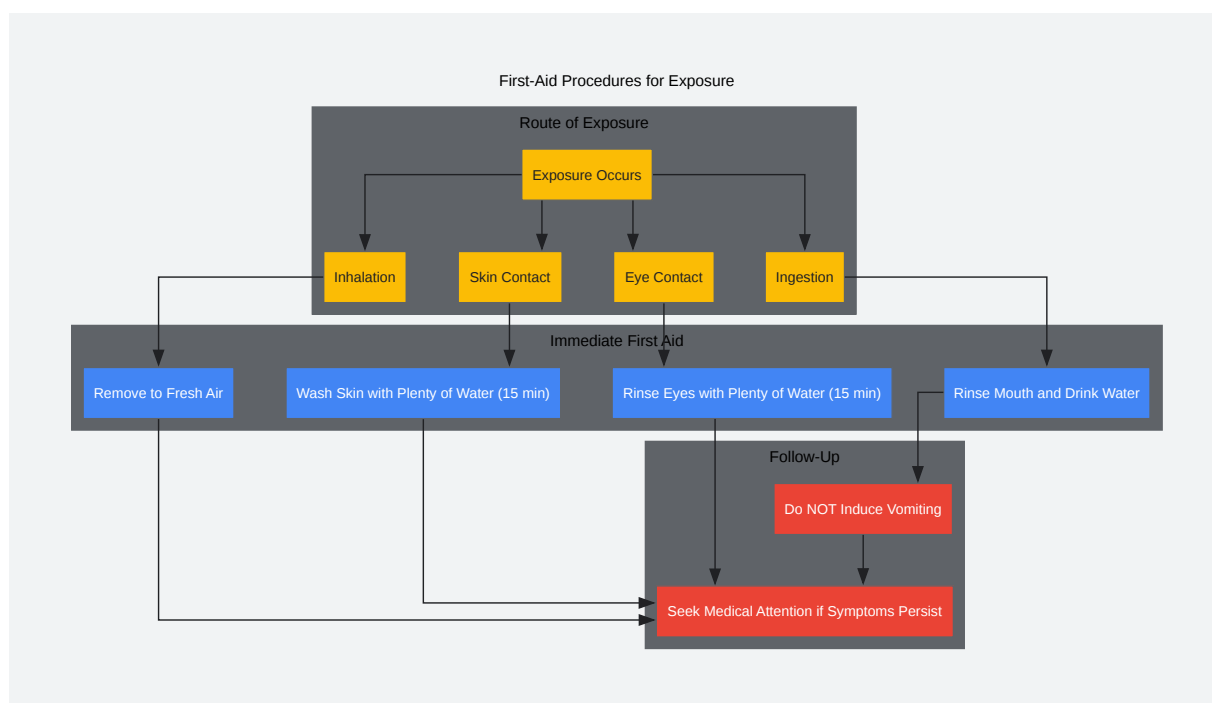 First-Aid Procedures for Exposure
Route of Exposure
Exposure Occurs
Inhalation
Skin Contact
Eye Contact
Ingestion
Immediate First Aid
Remove to Fresh Air
Wash Skin with Plenty of Water (15 min)
Rinse Eyes with Plenty of Water (15 min)
Rinse Mouth and Drink Water
Follow-Up
Do NOT Induce Vomiting
Seek Medical Attention if Symptoms Persist